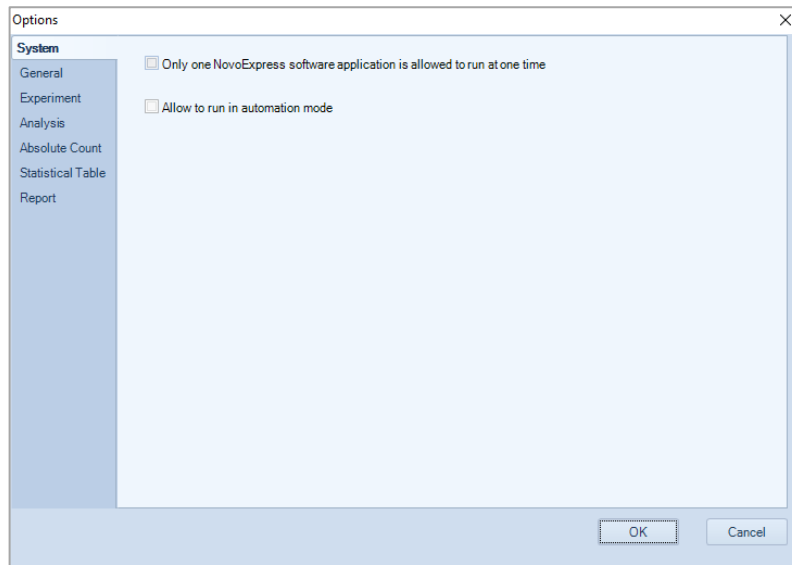 Options
System
General
Experiment
Analysis
Absolute Count
Statistical Table
Report
Only one NovoExpress software application is allowed to run at one time
Allow to run in automation mode
OK
Cancel